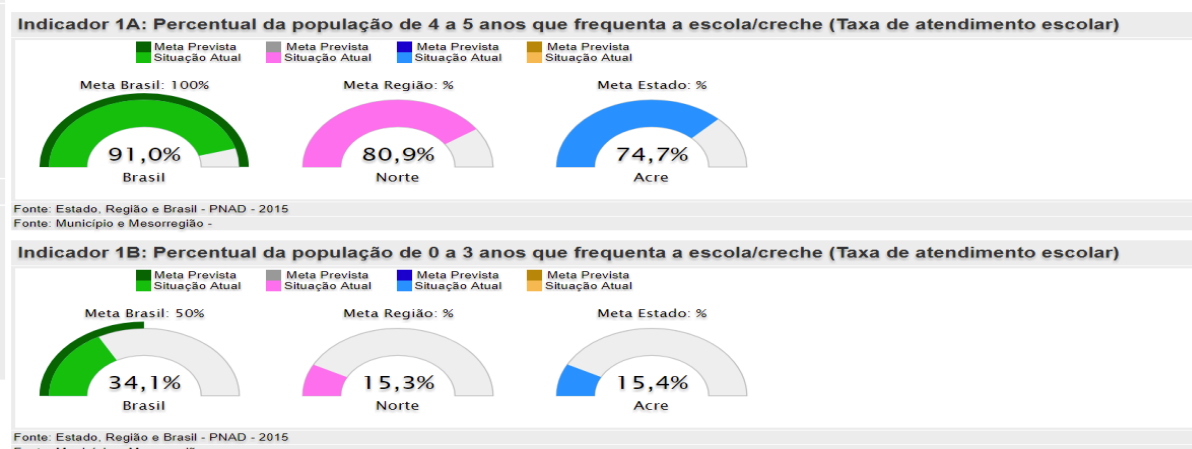 Indicador 1A: Percentual da população de 4 a 5 anos que frequenta a escola/creche (Taxa de atendimento escolar)
Meta Prevista Meta Prevista Meta Prevista Meta Prevista
Situação Atual Situação Atual Situação Atual Situação Atual
Meta Brasil: 100% Meta Região: % Meta Estado: %
91,0% 80,9% 74,7%
Brasil Norte Acre
Fonte: Estado, Região e Brasil - PNAD - 2015
Fonte: Município e Mesorregião -
Indicador 1B: Percentual da população de 0 a 3 anos que frequenta a escola/creche (Taxa de atendimento escolar)
Meta Prevista Meta Prevista Meta Prevista Meta Prevista
Situação Atual Situação Atual Situação Atual Situação Atual
Meta Brasil: 50% Meta Região: % Meta Estado: %
34,1% 15,3% 15,4%
Brasil Norte Acre
Fonte: Estado, Região e Brasil - PNAD - 2015